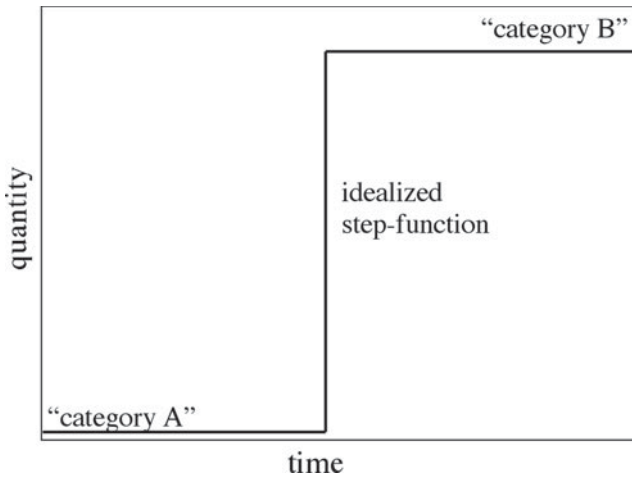 “category B”
quantity
idealized
step-function
“category A”
time